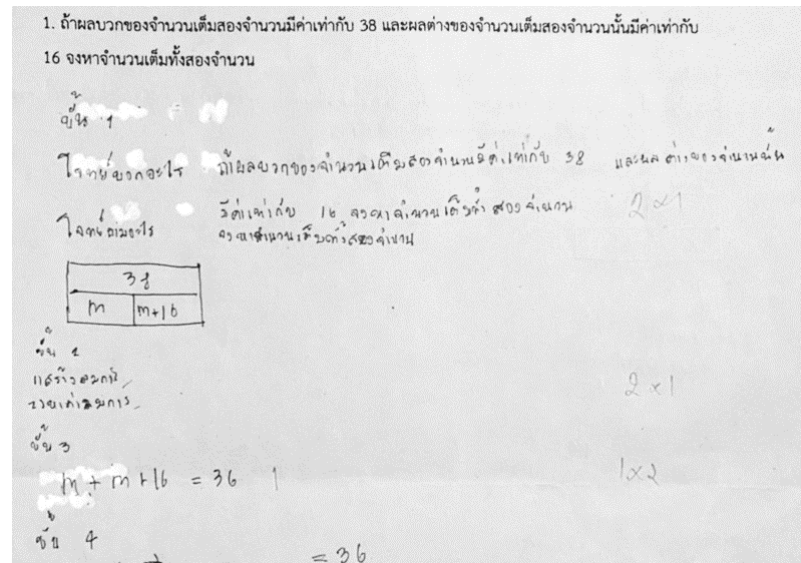 1. ถ้าผลบวกของจำนวนเต็มสองจำนวนมีค่าเท่ากับ 38 และผลต่างของจำนวนเต็มสองจำนวนนั้นมีค่าเท่ากับ
16 จงหาจำนวนเต็มทั้งสองจำนวน
ขั้น 1
โจทย์บอกอะไร ถ้าผลบวกของจำนวนเต็มสองจำนวนมีค่าเท่ากับ 38 และผลต่างของจำนวนนั้น
มีค่าเท่ากับ 16 จงหาจำนวนเต็มทั้งสองจำนวน 2 × 1
โจทย์ถามอะไร จงหาจำนวนเต็มทั้งสองจำนวน
38
m m+16
ขั้น 2
2 × 1
ขั้น 3
m + m + 16 = 36 1 1×2
ขั้น 4
= 36